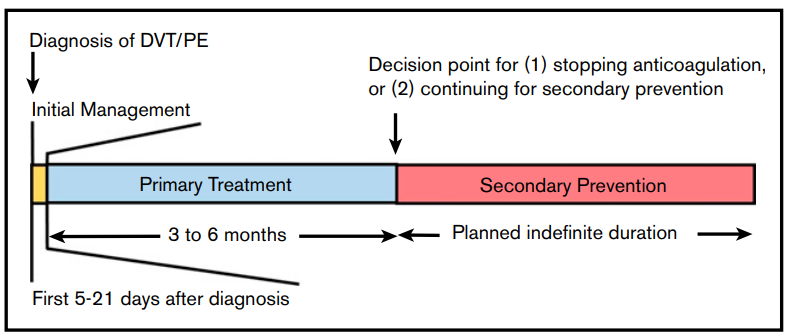 Diagnosis of DVT/PE
Decision point for (1) stopping anticoagulation,
or (2) continuing for secondary prevention
Initial Management
Primary Treatment
Secondary Prevention
3 to 6 months
Planned indefinite duration
First 5-21 days after diagnosis